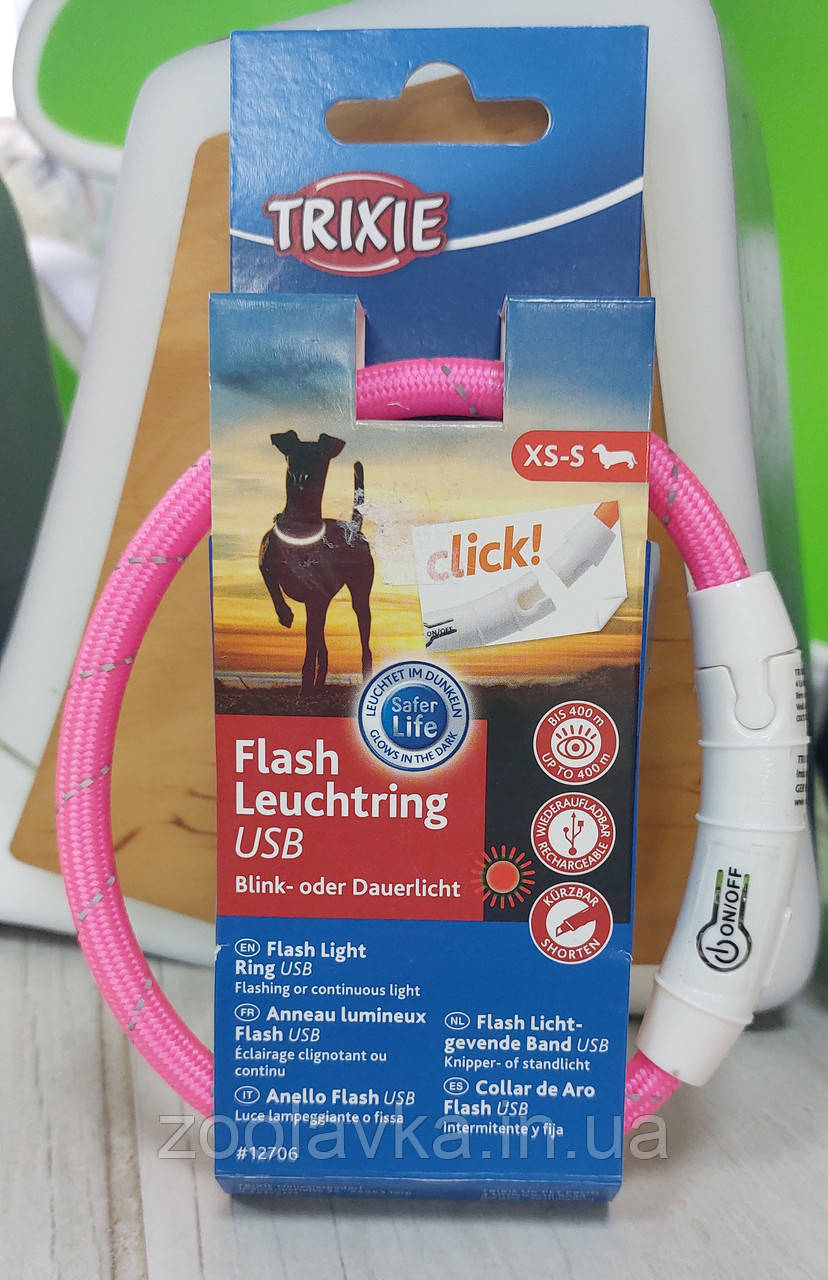 TRIXIE
XS-S
click!
ON/OFF
LEUCHTET IM DUNKELN
Safer
Life
GLOWS IN THE DARK
BIS 400 m
UP TO 400 m
Flash
Leuchtring
USB
Blink- oder Dauerlicht
WIEDERAUFLADBAR
RECHARGEABLE
KÜRZBAR
SHORTEN
ON/OFF
EN Flash Light
Ring USB
Flashing or continuous light
FR Anneau lumineux
Flash USB
Éclairage clignotant ou
continu
IT Anello Flash USB
Luce lampeggiante o fissa
NL Flash Licht-
gevende Band USB
Knipper- of standlicht
ES Collar de Aro
Flash USB
Intermitente y fija
#12706
zoolavka.in.ua